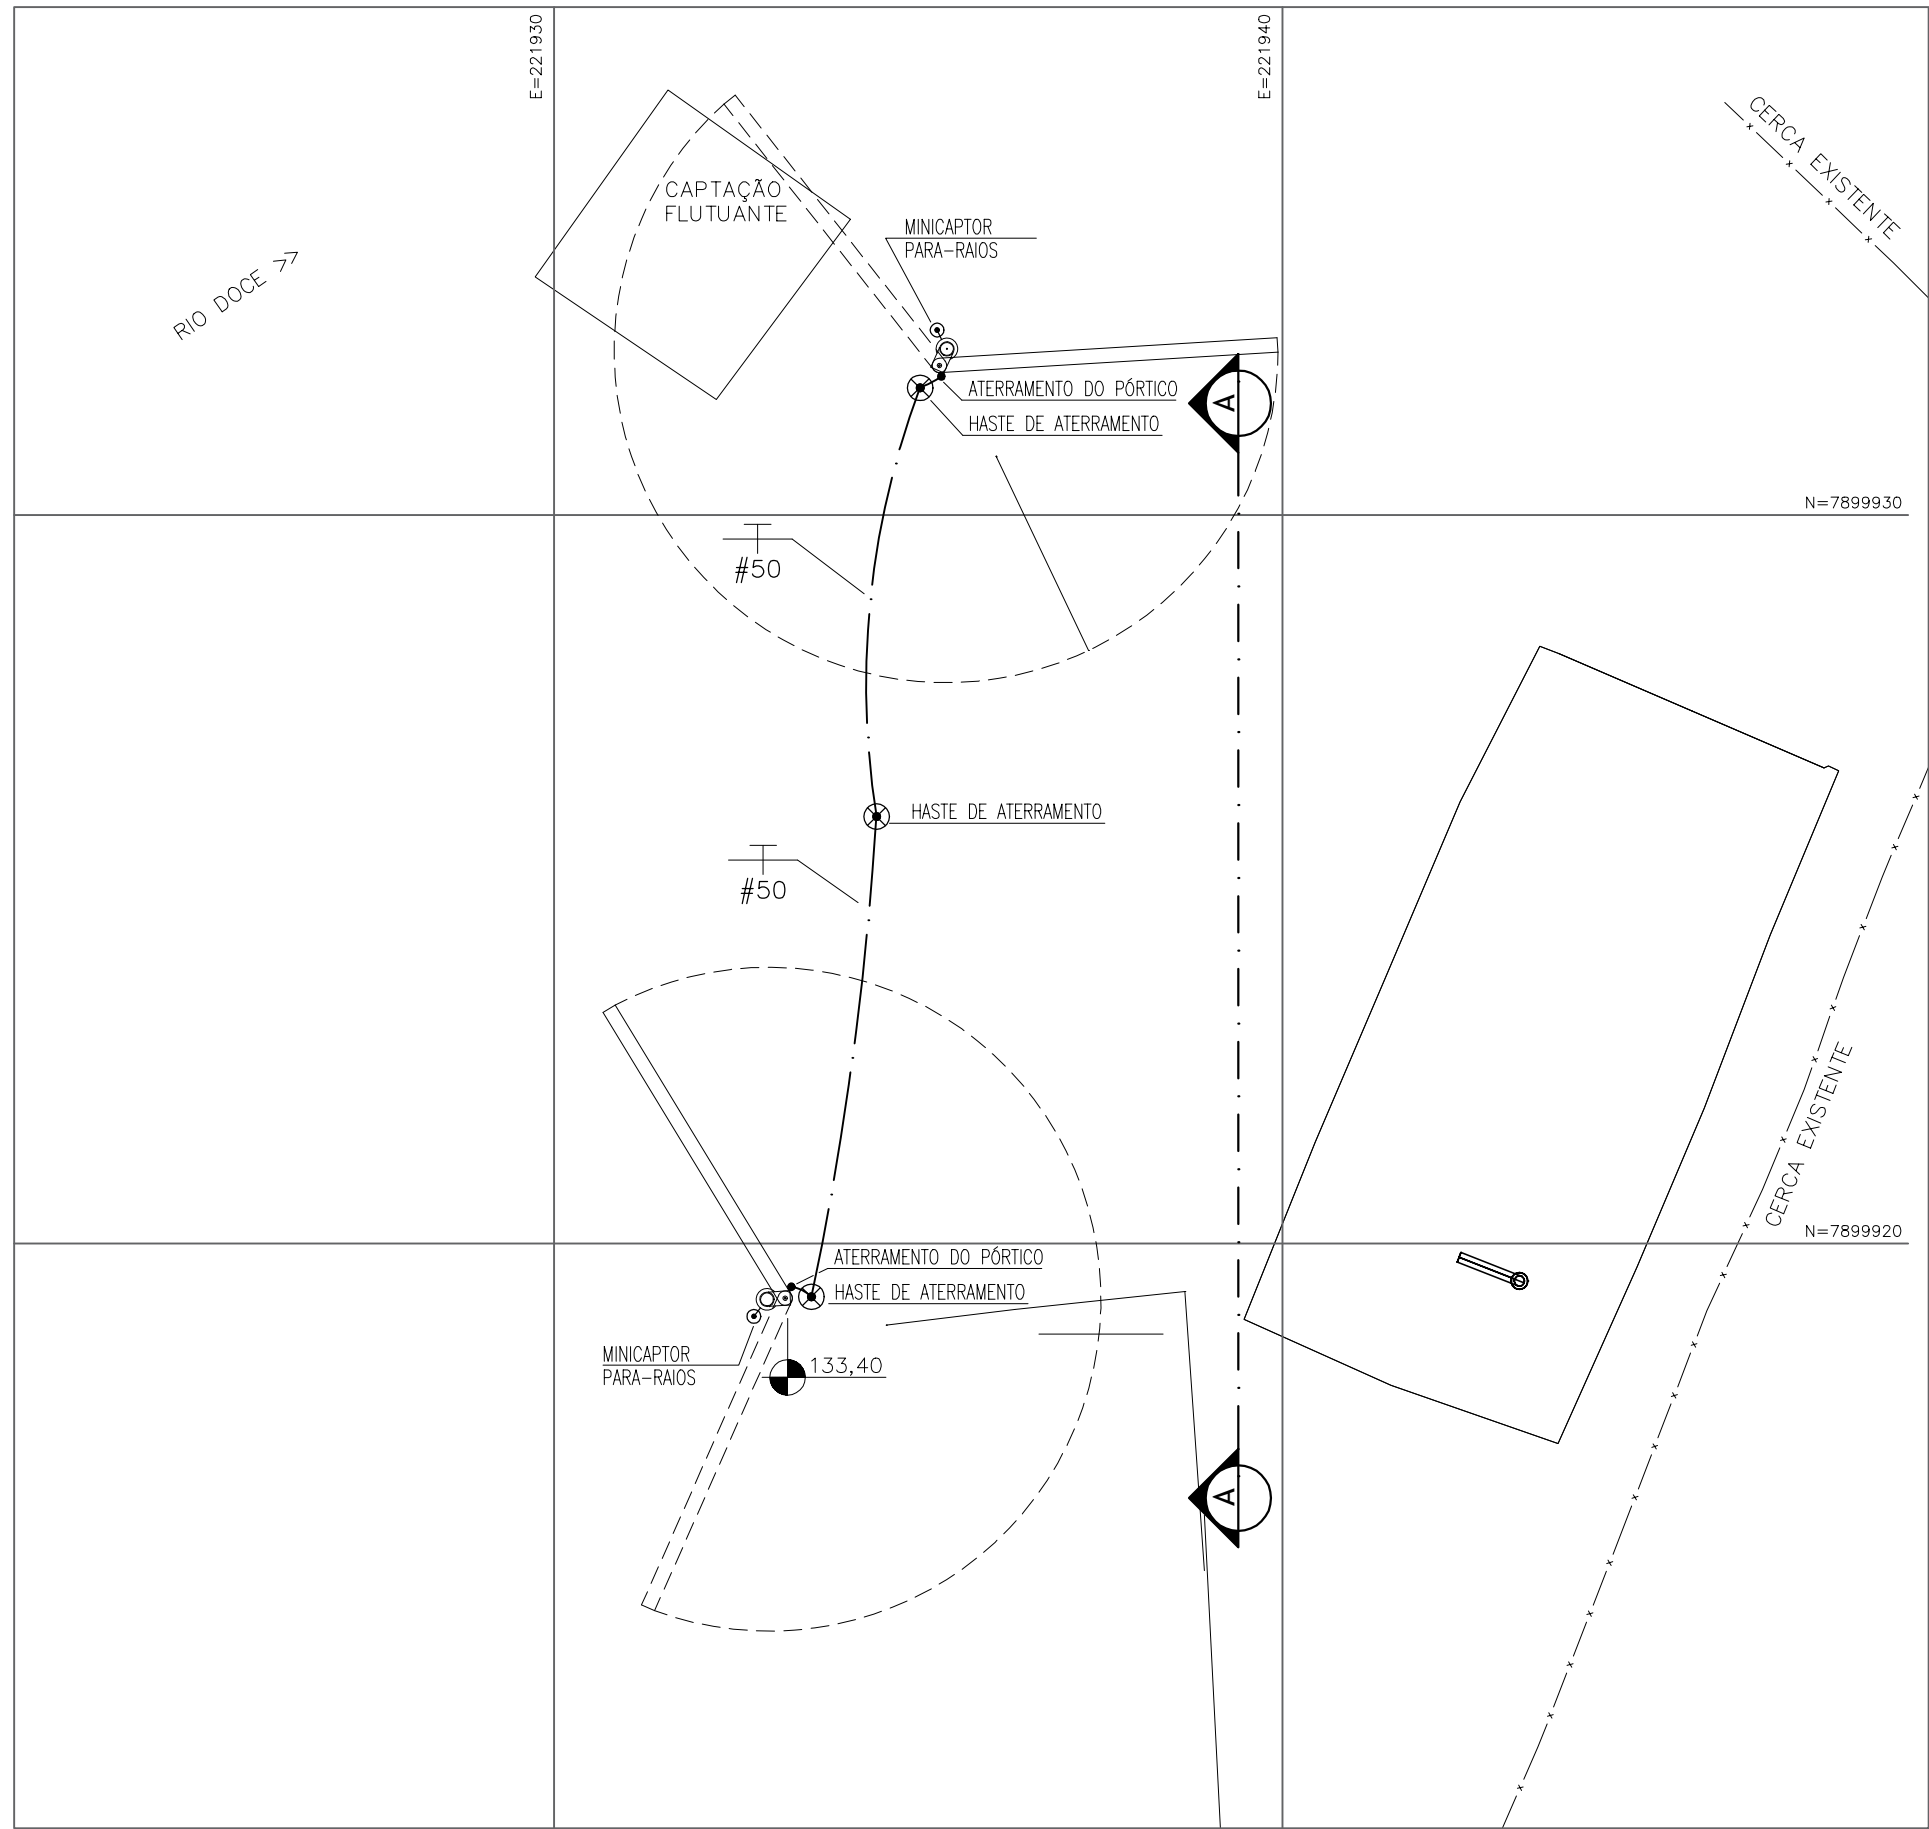 E=221930
E=221940
CERCA EXISTENTE
CAPTAÇÃO
FLUTUANTE
MINICAPTOR
PARA-RAIOS
RIO DOCE >>
ATERRAMENTO DO PÓRTICO
A
HASTE DE ATERRAMENTO
N=7899930
#50
HASTE DE ATERRAMENTO
#50
CERCA EXISTENTE
N=7899920
ATERRAMENTO DO PÓRTICO
HASTE DE ATERRAMENTO
MINICAPTOR
PARA-RAIOS
133,40
A